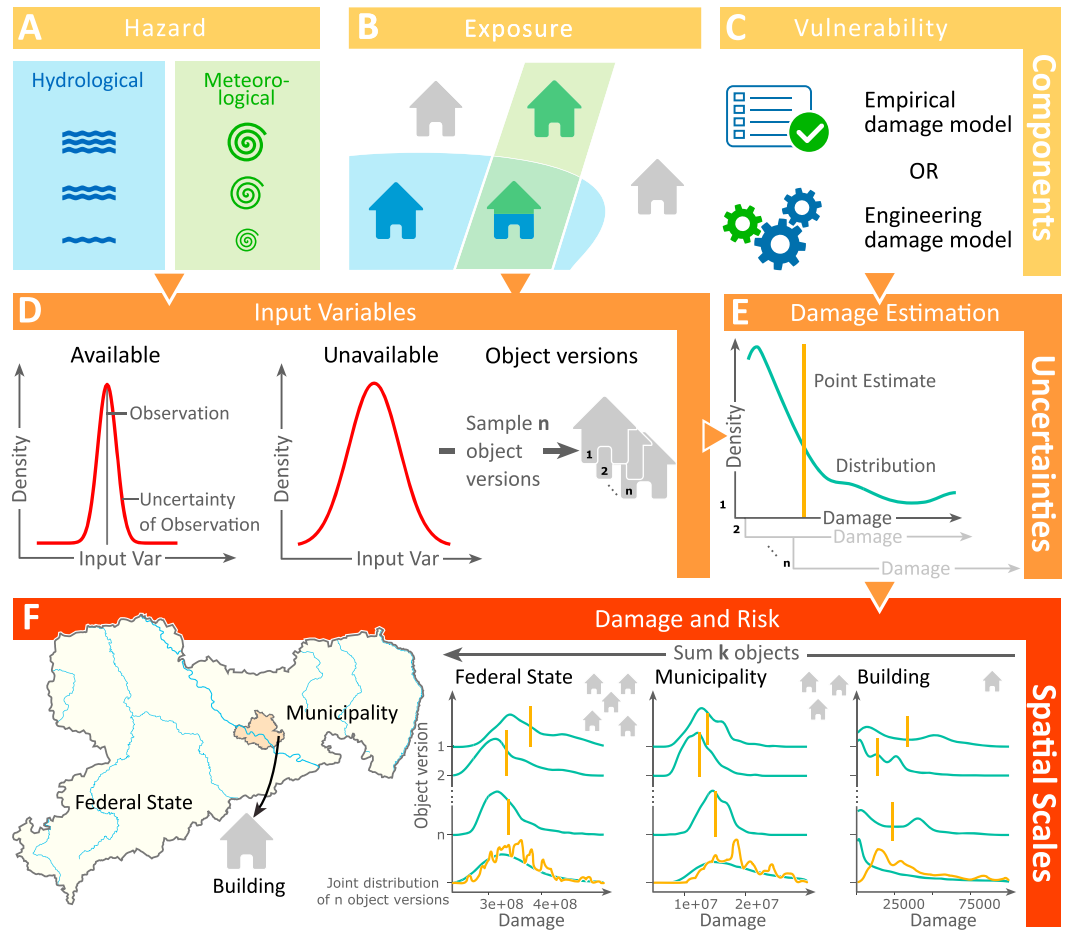 A
Hazard
Hydrological
Meteoro-
logical
B
Exposure
C
Vulnerability
Components
Empirical
damage model
OR
Engineering
damage model
D
Input Variables
Available
Density
Observation
Uncertainty
of Observation
Input Var
Unavailable
Density
Input Var
Object versions
Sample n
object
versions
1
2
n
E
Damage Estimation
Uncertainties
Density
Point Estimate
Distribution
1
Damage
2
Damage
n
Damage
F
Damage and Risk
Spatial Scales
Sum k objects
Municipality
Federal State
Building
Federal State
Municipality
Building
Object version
1
2
n
Joint distribution
of n object versions
3e+08
4e+08
Damage
1e+07
2e+07
Damage
25000
75000
Damage